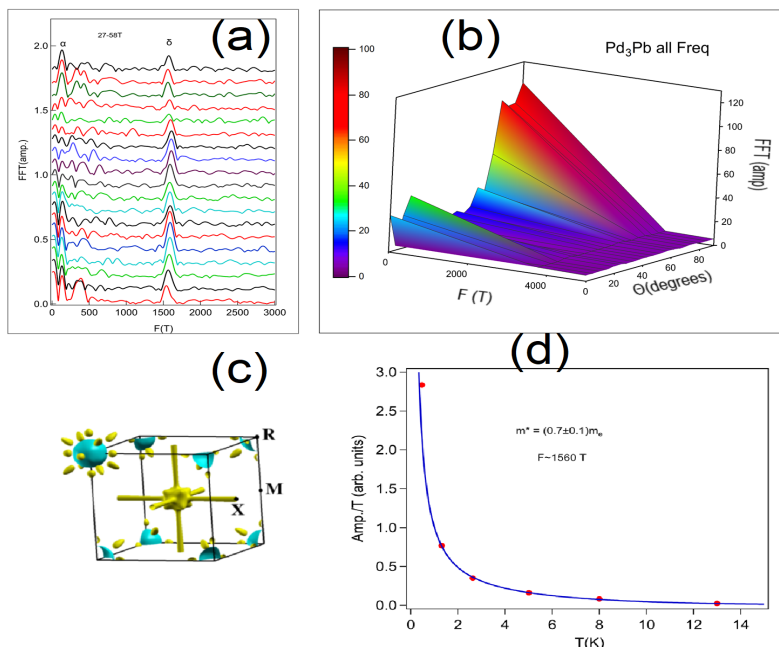 (a)
27-58T
α
δ
FFT(amp.)
2.0
1.5
1.0
0.5
0.0
0
500
1000
1500
2000
2500
3000
F(T)
(b)
Pd₃Pb all Freq
100
80
60
40
20
0
120
100
80
60
40
20
0
FFT (amp)
0
2000
4000
F (T)
0
20
40
60
80
Θ(degrees)
(c)
R
M
X
(d)
3.0
2.5
2.0
1.5
1.0
0.5
0.0
Amp./T (arb. units)
m* = (0.7±0.1)mₑ
F~1560 T
0
2
4
6
8
10
12
14
T(K)